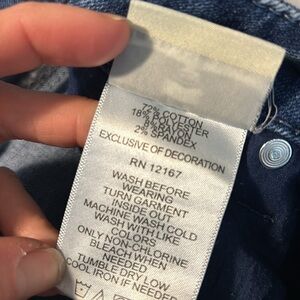 72% COTTON
18% POLYESTER
8% RAYON
2% SPANDEX
EXCLUSIVE OF DECORATION
RN 12167
WASH BEFORE
WEARING
TURN GARMENT
INSIDE OUT
MACHINE WASH COLD
WASH WITH LIKE
COLORS
ONLY NON-CHLORINE
BLEACH WHEN
NEEDED
TUMBLE DRY LOW
COOL IRON IF NEEDED